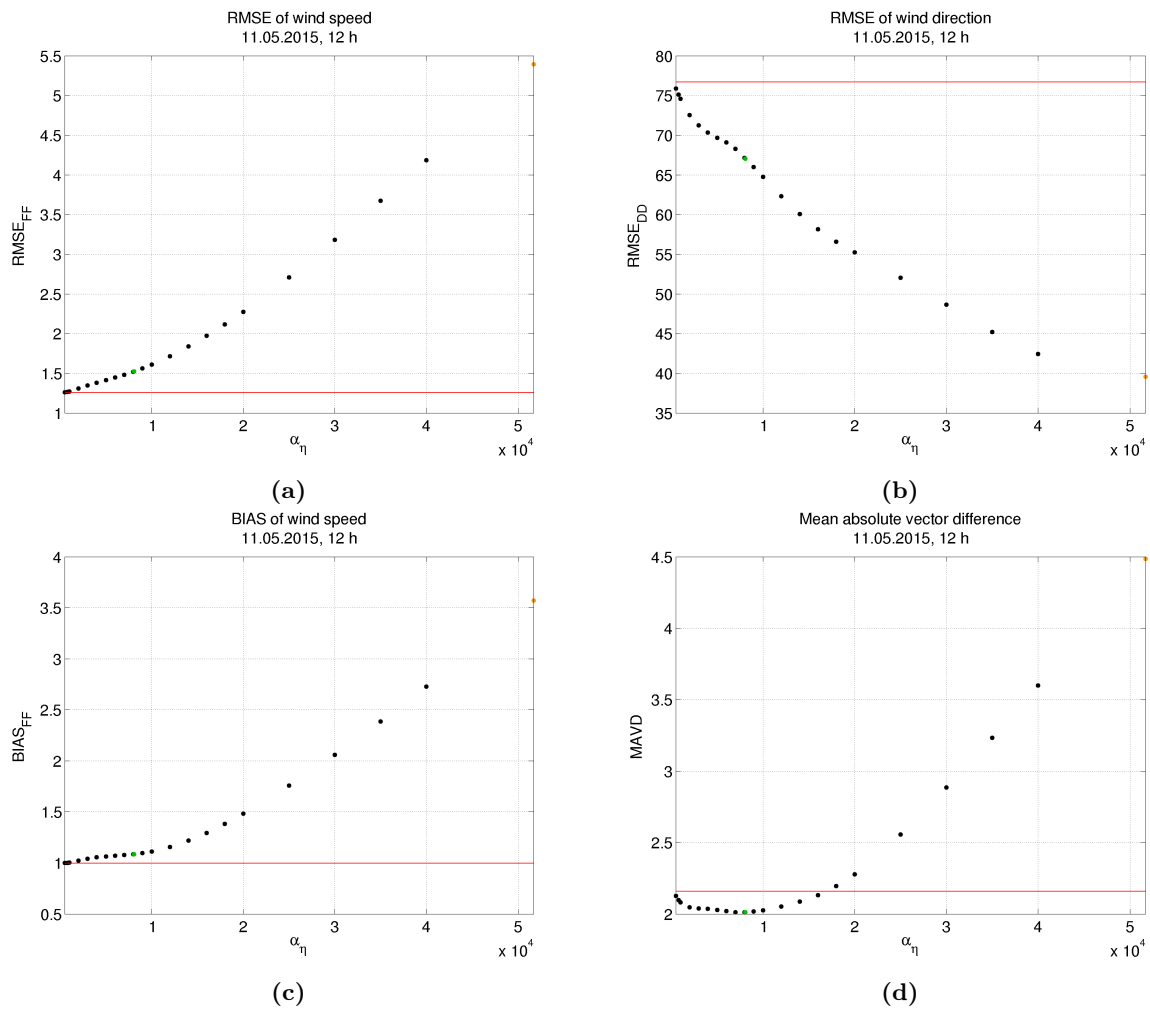 RMSE of wind speed
11.05.2015, 12 h
5.5
5
4.5
4
3.5
3
2.5
2
1.5
1
RMSE_FF
1 2 3 4 5
α_η
x 10^4
(a)
RMSE of wind direction
11.05.2015, 12 h
80
75
70
65
60
55
50
45
40
35
RMSE_DD
1 2 3 4 5
α_η
x 10^4
(b)
BIAS of wind speed
11.05.2015, 12 h
4
3.5
3
2.5
2
1.5
1
0.5
BIAS_FF
1 2 3 4 5
α_η
x 10^4
(c)
Mean absolute vector difference
11.05.2015, 12 h
4.5
4
3.5
3
2.5
2
MAVD
1 2 3 4 5
α_η
x 10^4
(d)